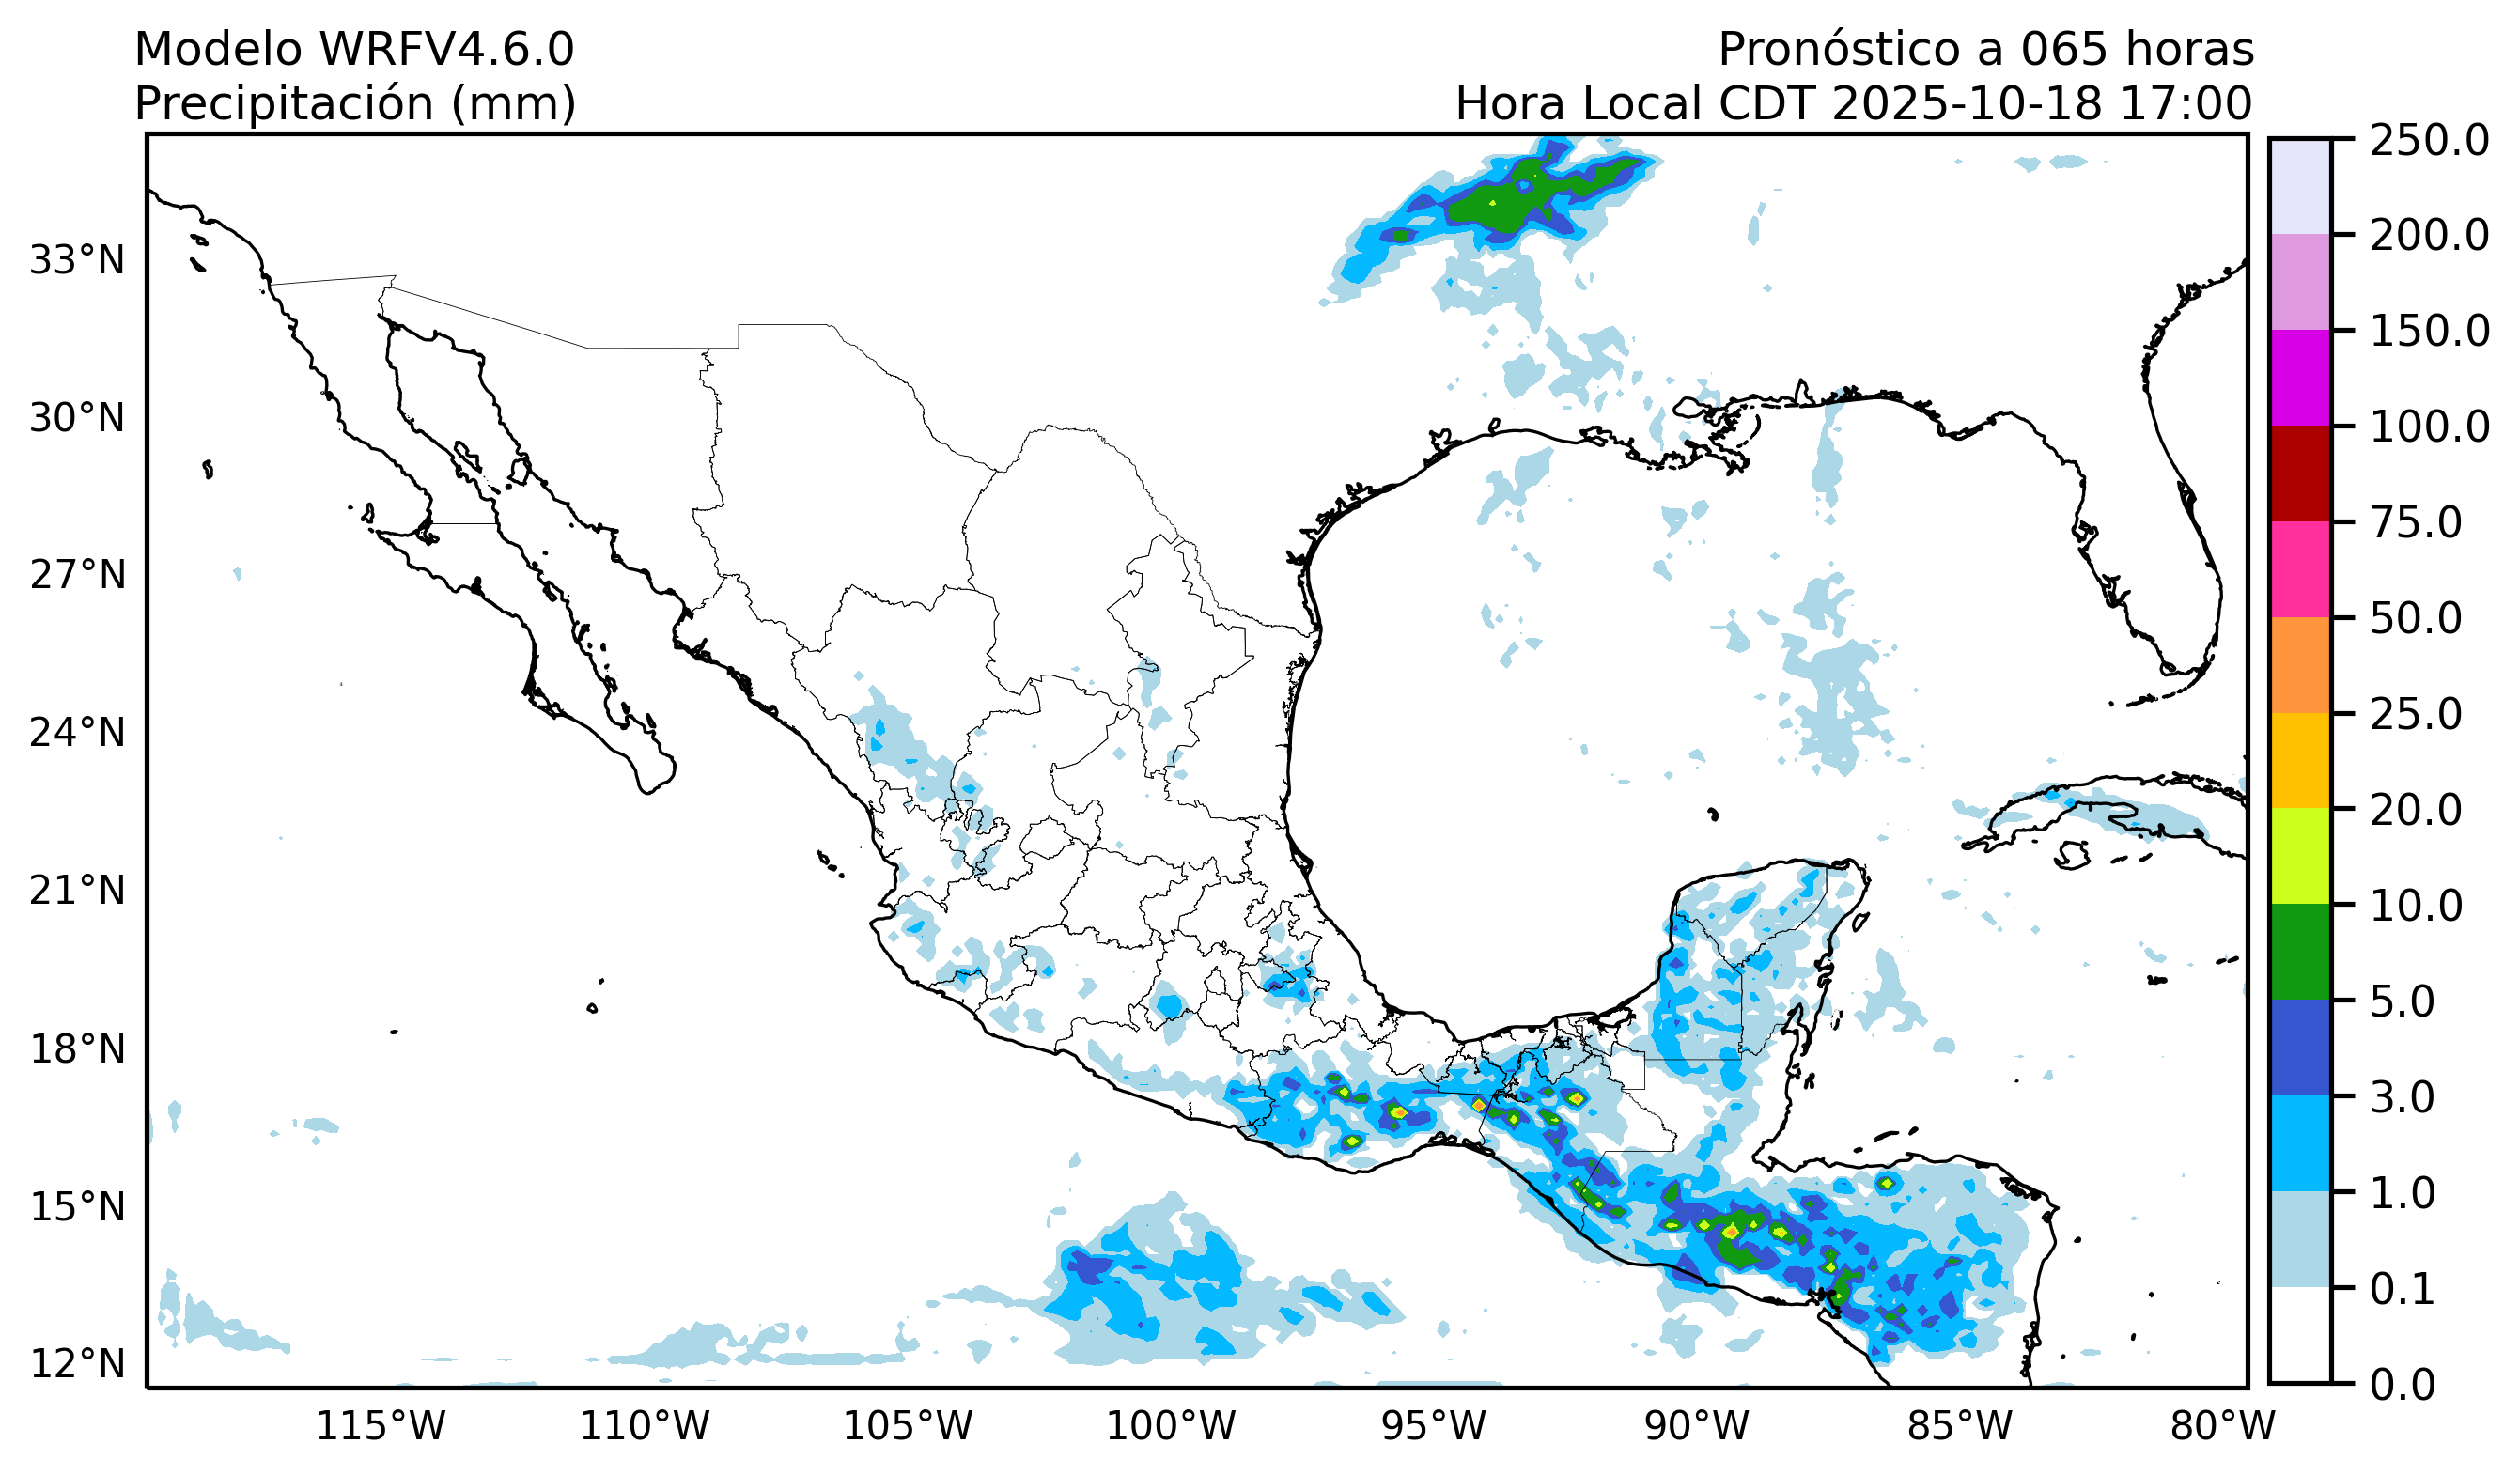 Modelo WRFV4.6.0
Precipitación (mm)
Pronóstico a 065 horas
Hora Local CDT 2025-10-18 17:00
33°N
30°N
27°N
24°N
21°N
18°N
15°N
12°N
115°W
110°W
105°W
100°W
95°W
90°W
85°W
80°W
250.0
200.0
150.0
100.0
75.0
50.0
25.0
20.0
10.0
5.0
3.0
1.0
0.1
0.0